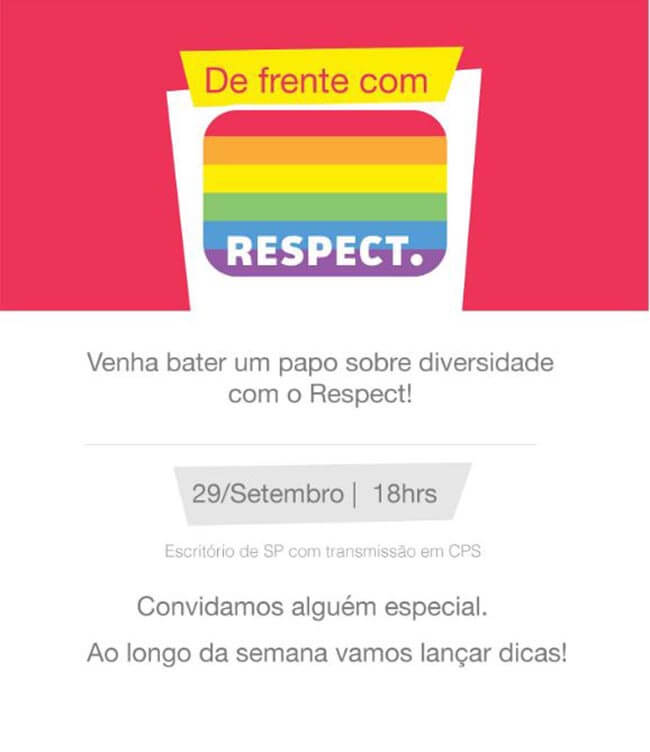 De frente com
RESPECT.
Venha bater um papo sobre diversidade
com o Respect!
29/Setembro | 18hrs
Escritório de SP com transmissão em CPS
Convidamos alguém especial.
Ao longo da semana vamos lançar dicas!